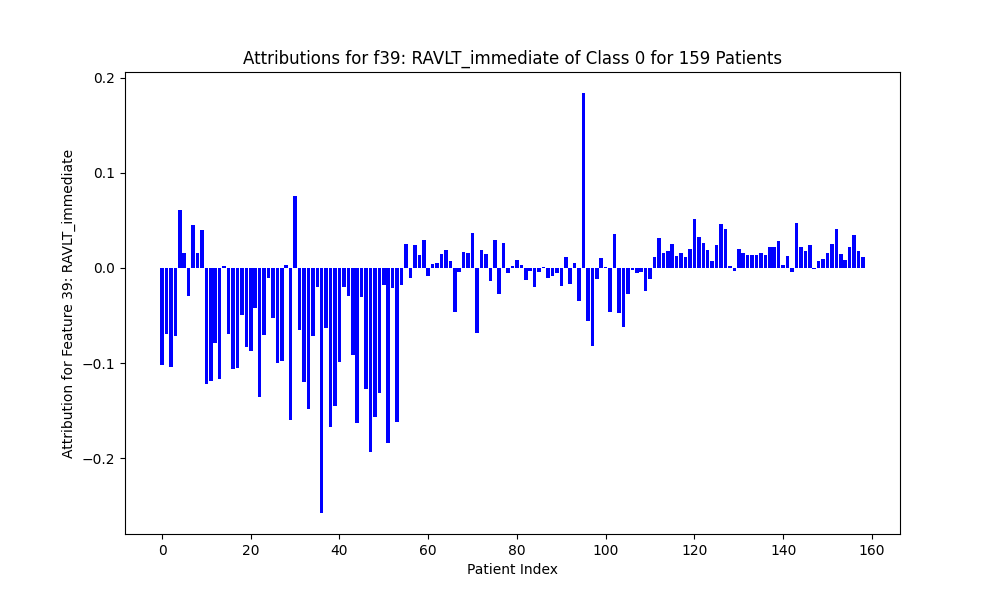 Attributions for f39: RAVLT_immediate of Class 0 for 159 Patients
Attribution for Feature 39: RAVLT_immediate
0.2
0.1
0.0
−0.1
−0.2
0 20 40 60 80 100 120 140 160
Patient Index